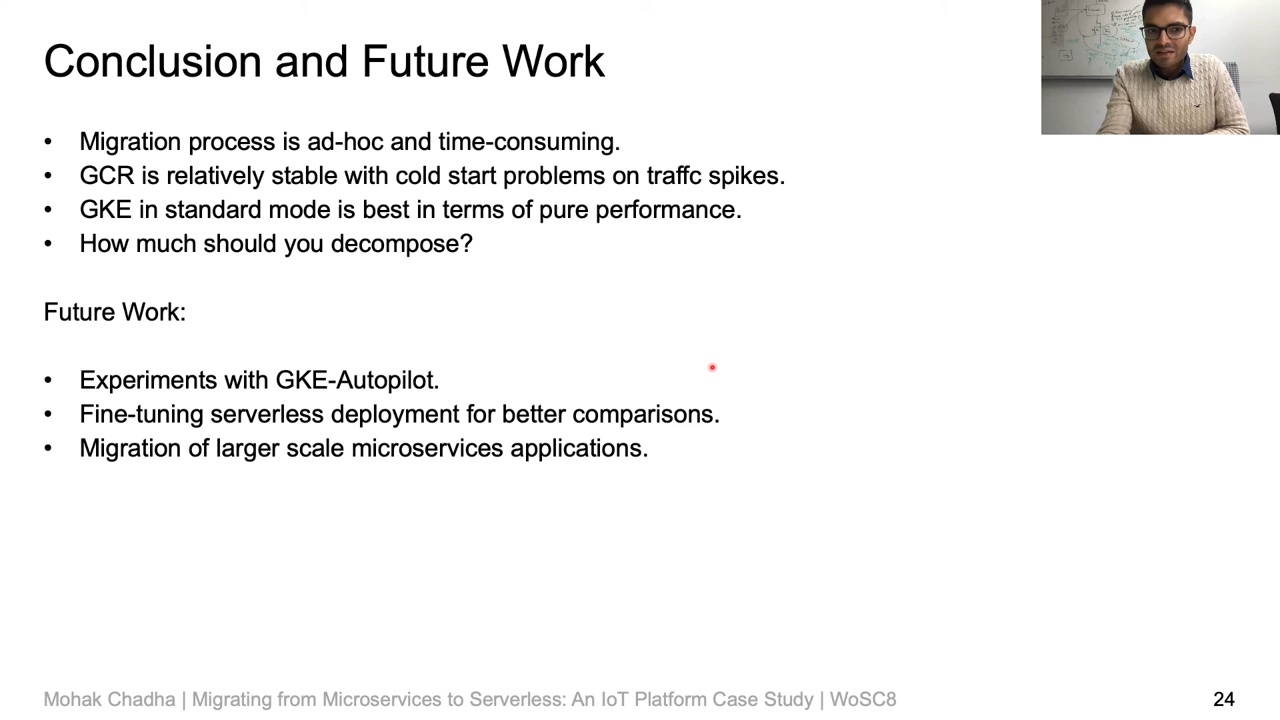 Conclusion and Future Work
• Migration process is ad-hoc and time-consuming.
• GCR is relatively stable with cold start problems on traffc spikes.
• GKE in standard mode is best in terms of pure performance.
• How much should you decompose?
Future Work:
• Experiments with GKE-Autopilot.
• Fine-tuning serverless deployment for better comparisons.
• Migration of larger scale microservices applications.
Mohak Chadha | Migrating from Microservices to Serverless: An IoT Platform Case Study | WoSC8
24